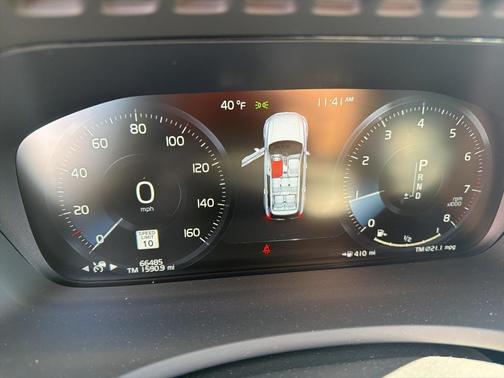 40 °F
11:41 AM
0 20 40 60 80 100 120 140 160
0
mph
SPEED
LIMIT
10
0 1 2 3 4 5 6 7 8
P
R
N
± D
rpm
x1000
1/2
66485
TM 1590.9 mi
410 mi
TM 021.1 mpg